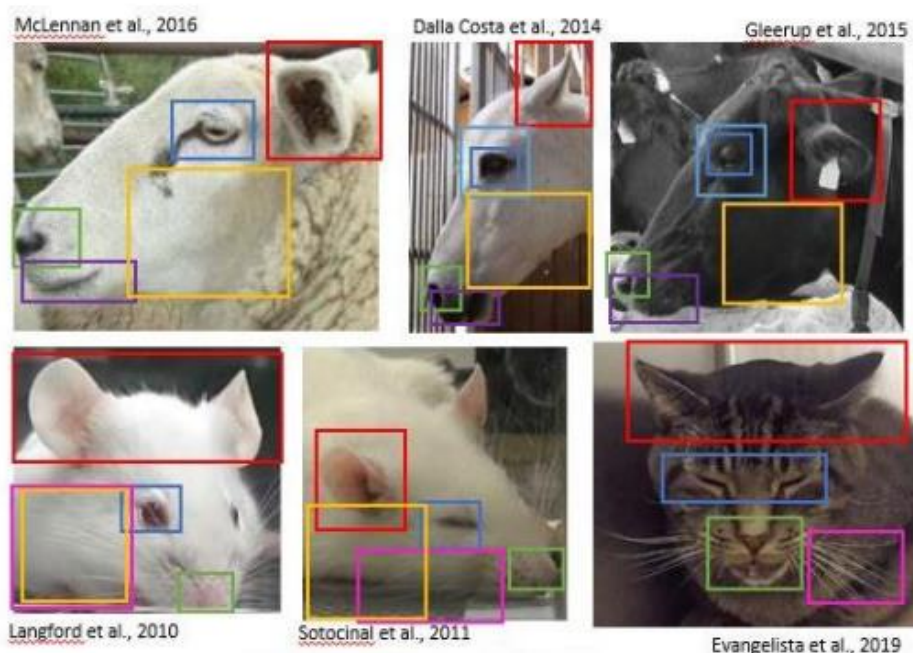 McLennan et al., 2016
Dalla Costa et al., 2014
Gleerup et al., 2015
Langford et al., 2010
Sotocinal et al., 2011
Evangelista et al., 2019